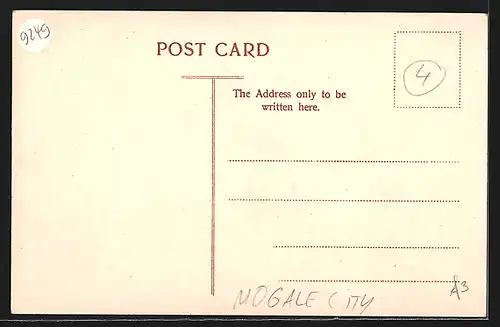 9249
POST CARD
4
The Address only to be
written here.
MOGALE CITY
A3